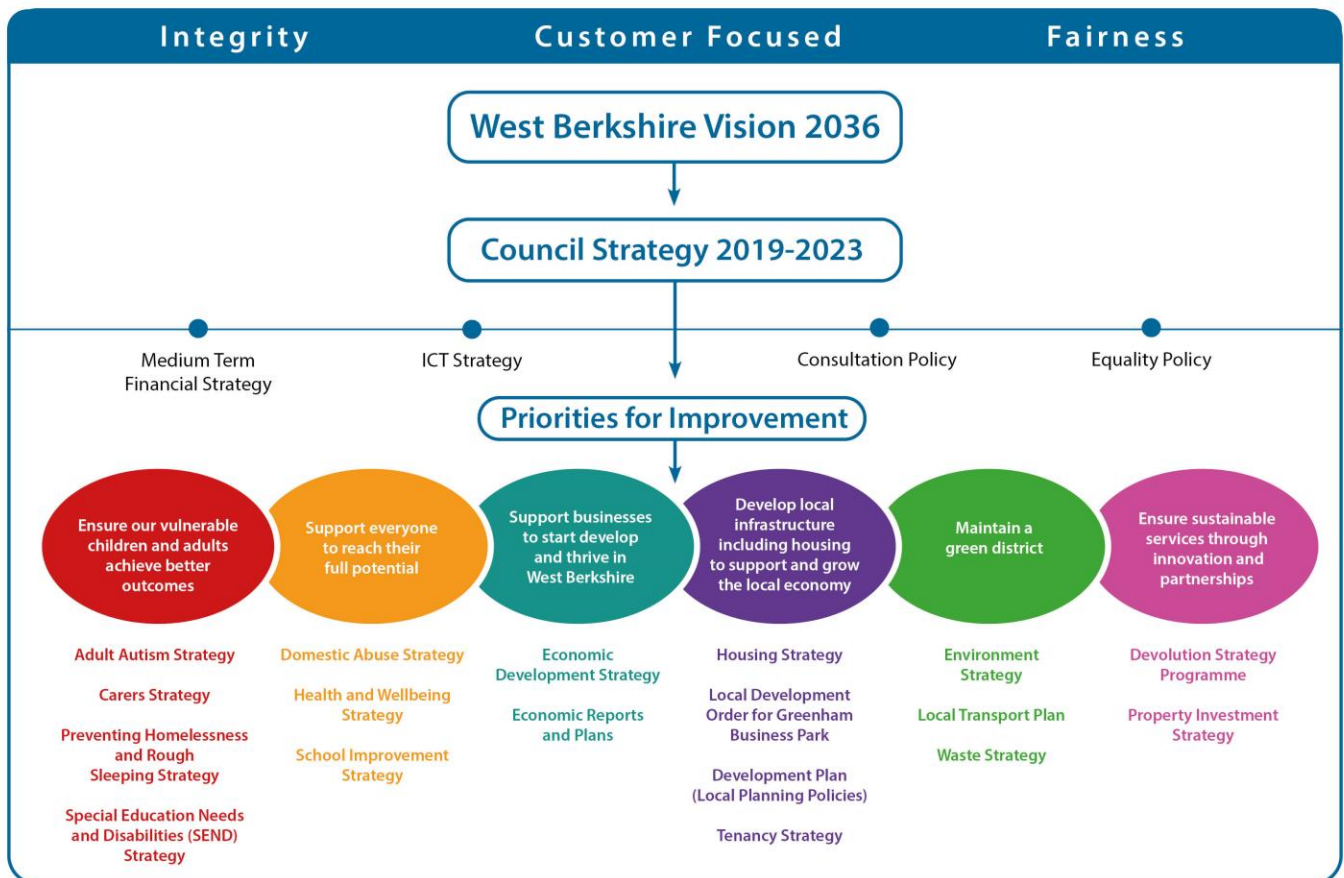 Integrity
Customer Focused
Fairness
West Berkshire Vision 2036
Council Strategy 2019-2023
Medium Term
Financial Strategy
ICT Strategy
Consultation Policy
Equality Policy
Priorities for Improvement
Ensure our vulnerable
children and adults
achieve better
outcomes
Support everyone
to reach their
full potential
Support businesses
to start develop
and thrive in
West Berkshire
Develop local
infrastructure
including housing
to support and grow
the local economy
Maintain a
green district
Ensure sustainable
services through
innovation and
partnerships
Adult Autism Strategy
Carers Strategy
Preventing Homelessness
and Rough
Sleeping Strategy
Special Education Needs
and Disabilities (SEND)
Strategy
Domestic Abuse Strategy
Health and Wellbeing
Strategy
School Improvement
Strategy
Economic
Development Strategy
Economic Reports
and Plans
Housing Strategy
Local Development
Order for Greenham
Business Park
Development Plan
(Local Planning Policies)
Tenancy Strategy
Environment
Strategy
Local Transport Plan
Waste Strategy
Devolution Strategy
Programme
Property Investment
Strategy